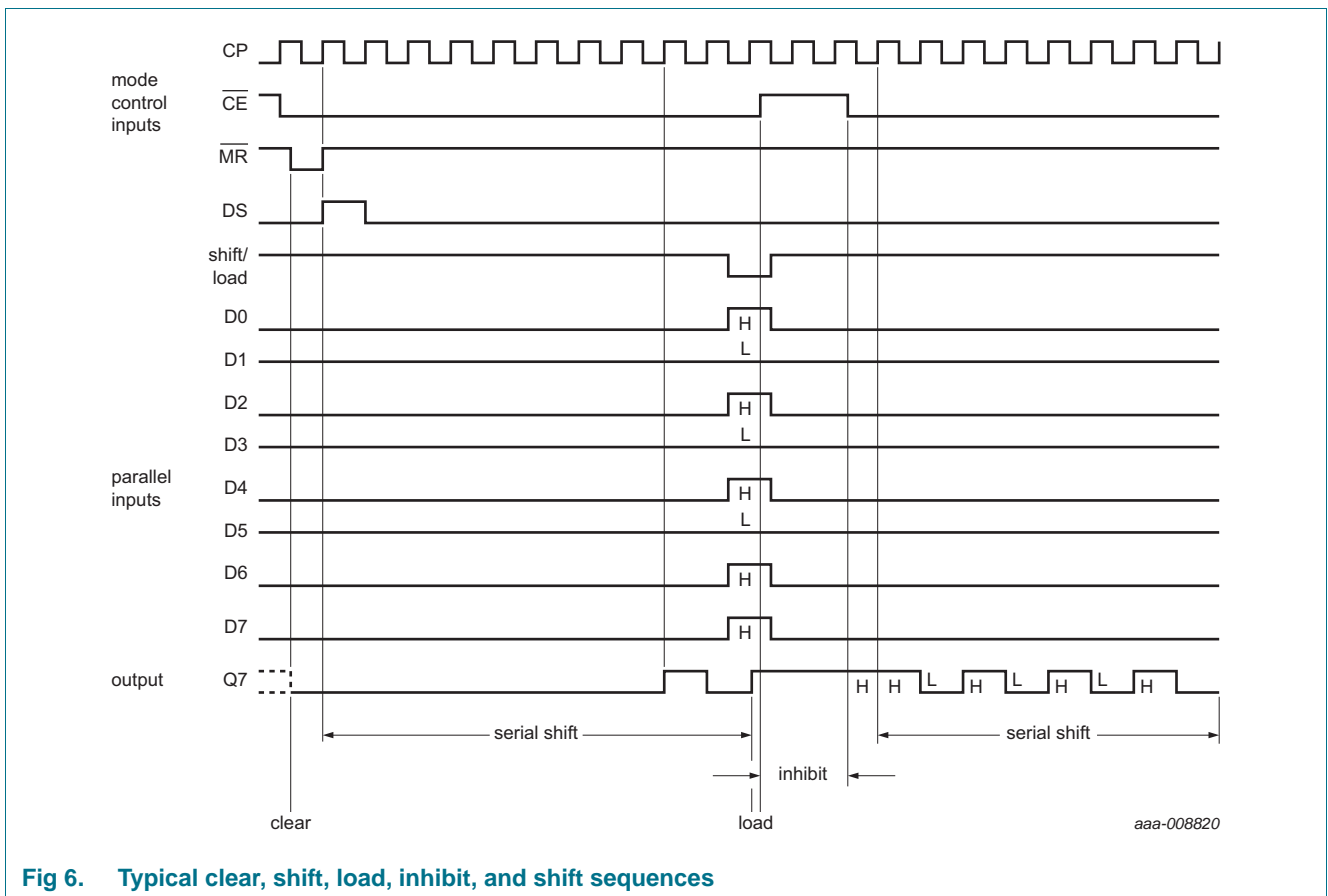 CP
mode
control
inputs
C̅E̅
M̅R̅
DS
shift/
load
D0
H
L
D1
D2
H
L
D3
parallel
inputs
D4
H
L
D5
D6
H
D7
H
output
Q7
H H L H L H L H
serial shift
serial shift
inhibit
clear
load
aaa-008820
Fig 6. Typical clear, shift, load, inhibit, and shift sequences